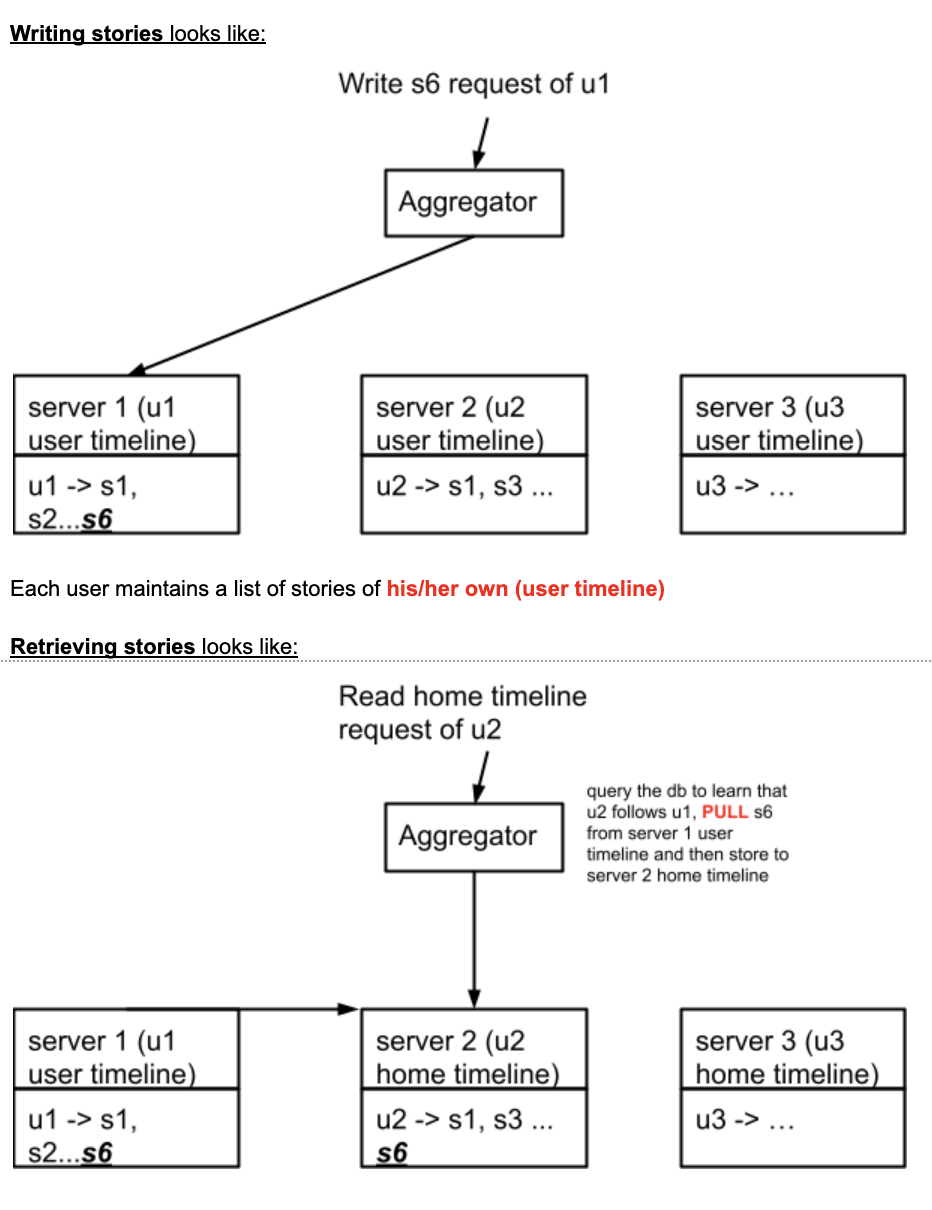 Writing stories looks like:
Write s6 request of u1
Aggregator
server 1 (u1
user timeline)
u1 -> s1,
s2...s6
server 2 (u2
user timeline)
u2 -> s1, s3 ...
server 3 (u3
user timeline)
u3 -> ...
Each user maintains a list of stories of his/her own (user timeline)
Retrieving stories looks like:
Read home timeline
request of u2
Aggregator
query the db to learn that
u2 follows u1, PULL s6
from server 1 user
timeline and then store to
server 2 home timeline
server 1 (u1
user timeline)
u1 -> s1,
s2...s6
server 2 (u2
home timeline)
u2 -> s1, s3 ...
s6
server 3 (u3
home timeline)
u3 -> ...